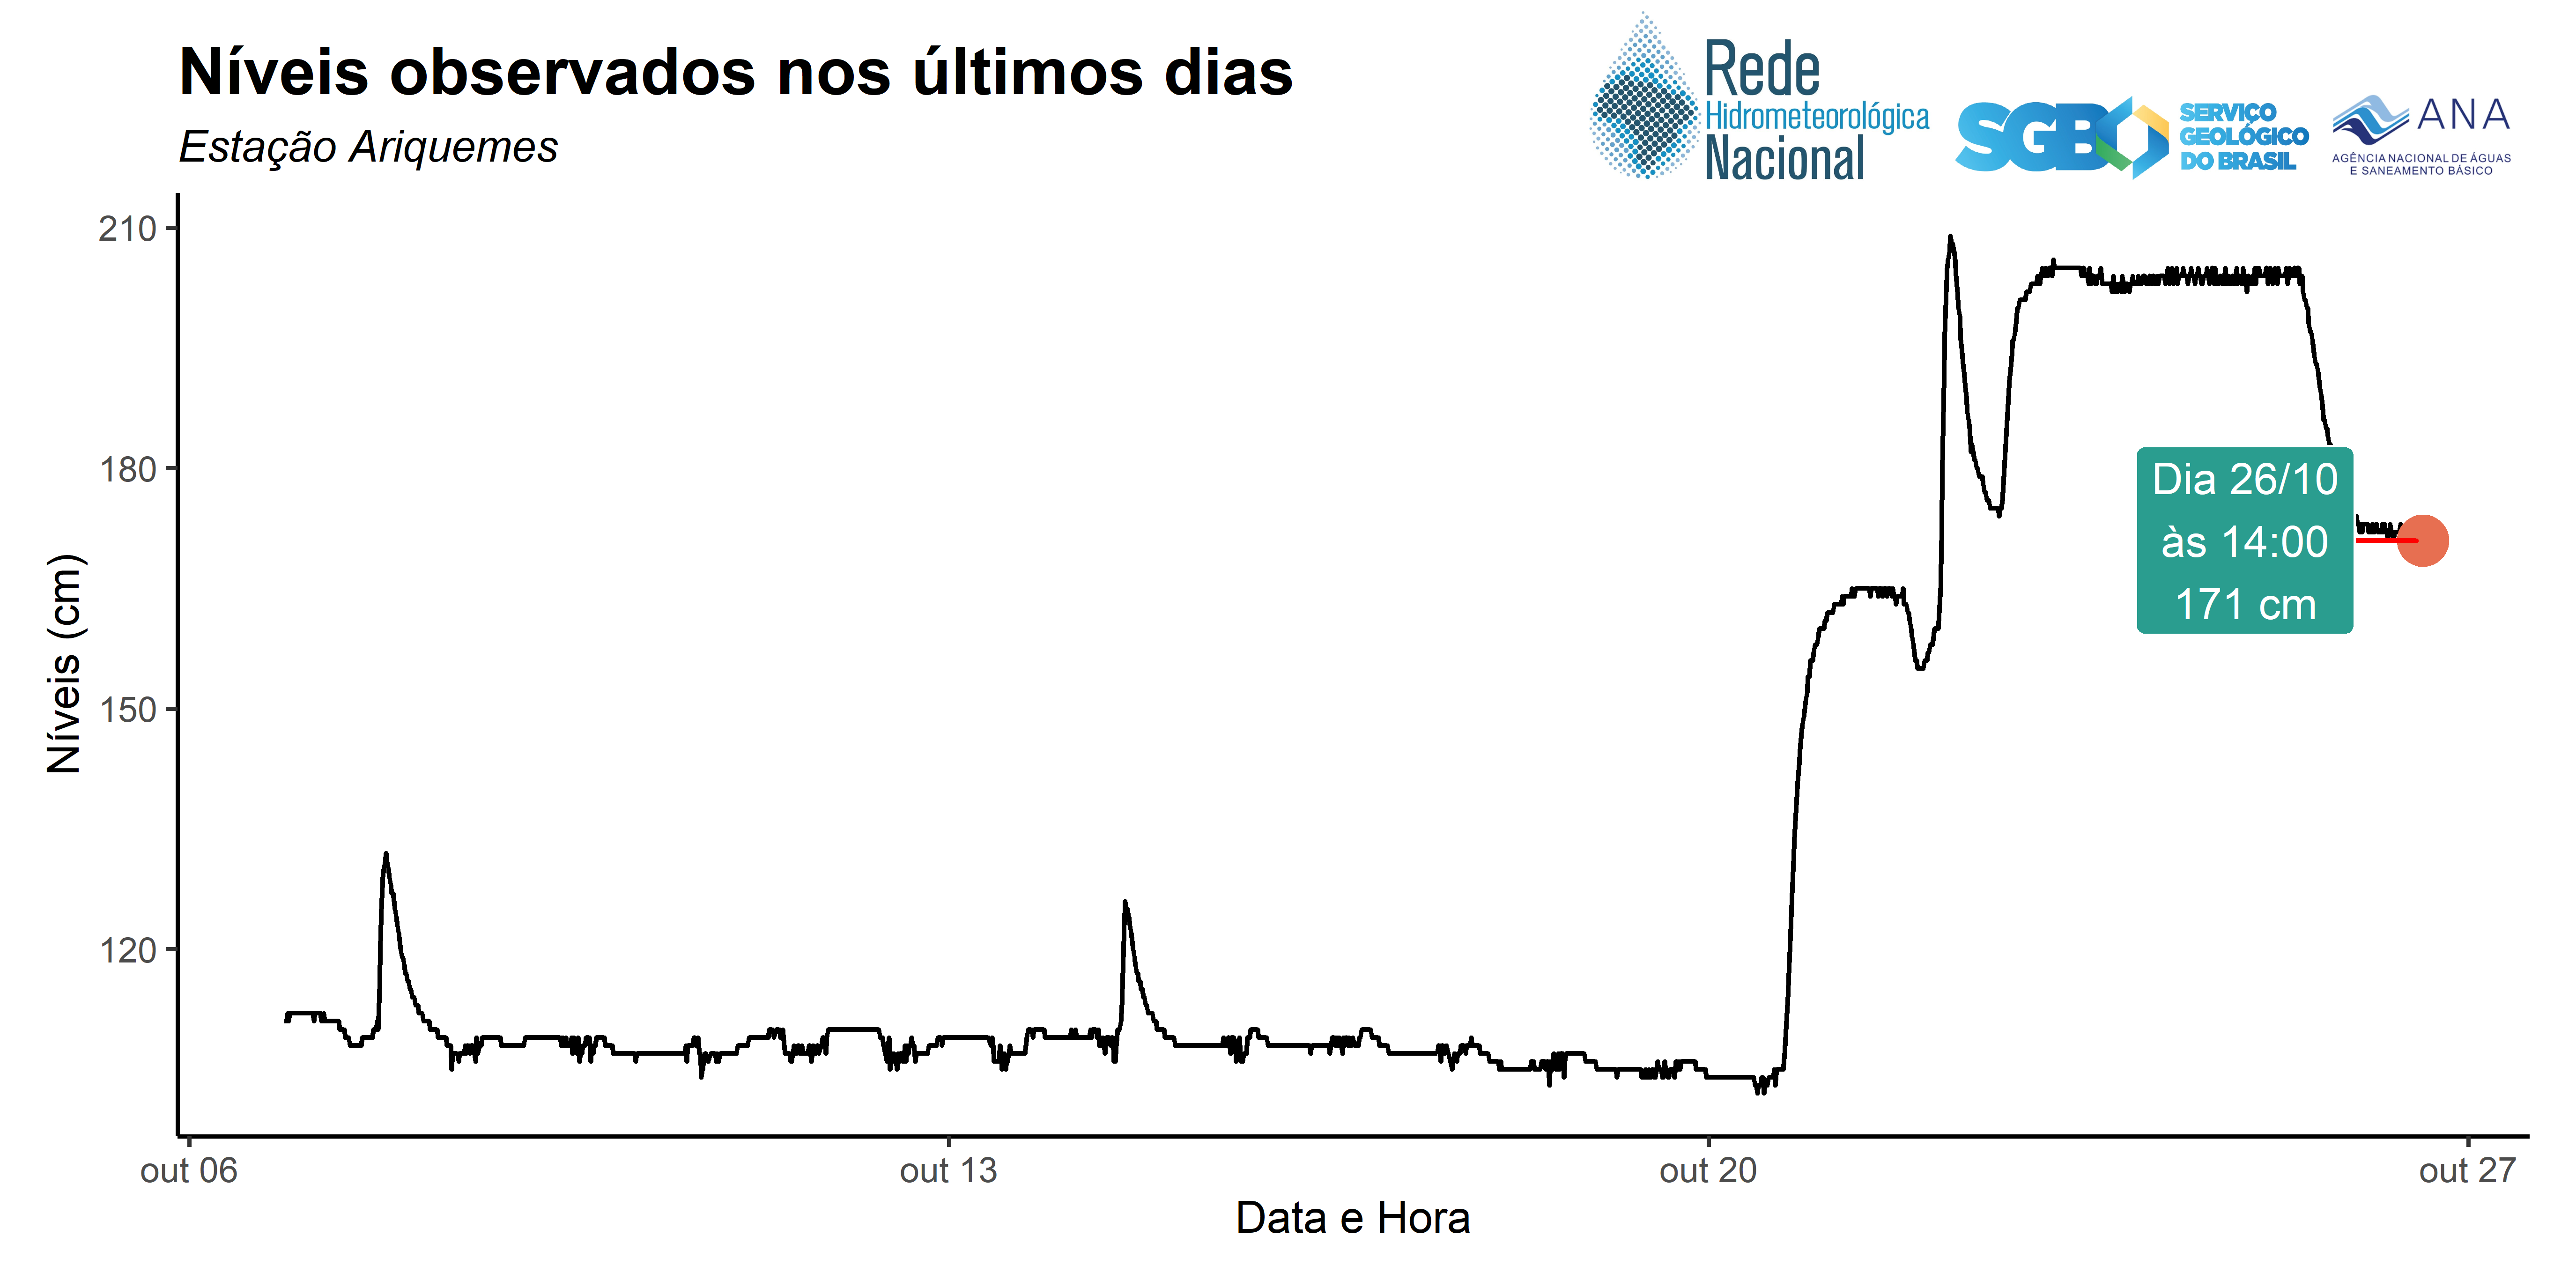 Níveis observados nos últimos dias
Estação Ariquemes
Rede
Hidrometeorológica
Nacional
SGB
SERVIÇO
GEOLÓGICO
DO BRASIL
ANA
AGÊNCIA NACIONAL DE ÁGUAS
E SANEAMENTO BÁSICO
Níveis (cm)
210
180
150
120
Dia 26/10
às 14:00
171 cm
out 06
out 13
out 20
out 27
Data e Hora